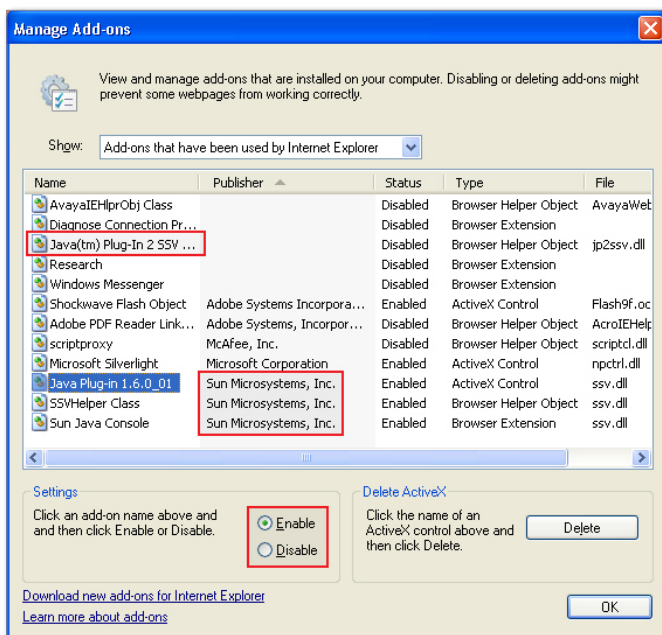 Manage Add-ons
View and manage add-ons that are installed on your computer. Disabling or deleting add-ons might
prevent some webpages from working correctly.
Show: Add-ons that have been used by Internet Explorer
Name Publisher Status Type File
AvayaIEHlprObj Class Disabled Browser Helper Object AvayaWeb
Diagnose Connection Pr... Disabled Browser Extension
Java(tm) Plug-In 2 SSV ... Disabled Browser Helper Object jp2ssv.dll
Research Disabled Browser Extension
Windows Messenger Disabled Browser Extension
Shockwave Flash Object Adobe Systems Incorpora... Enabled ActiveX Control Flash9f.oc
Adobe PDF Reader Link... Adobe Systems, Incorpor... Enabled Browser Helper Object AcroIEHelp
scriptproxy McAfee, Inc. Disabled Browser Helper Object scriptcl.dll
Microsoft Silverlight Microsoft Corporation Enabled ActiveX Control npctrl.dll
Java Plug-in 1.6.0_01 Sun Microsystems, Inc. Enabled ActiveX Control ssv.dll
SSVHelper Class Sun Microsystems, Inc. Enabled Browser Helper Object ssv.dll
Sun Java Console Sun Microsystems, Inc. Enabled Browser Extension ssv.dll
Settings
Click an add-on name above and
and then click Enable or Disable.
Enable
Disable
Delete ActiveX
Click the name of an
ActiveX control above and
then click Delete.
Delete
Download new add-ons for Internet Explorer
Learn more about add-ons
OK